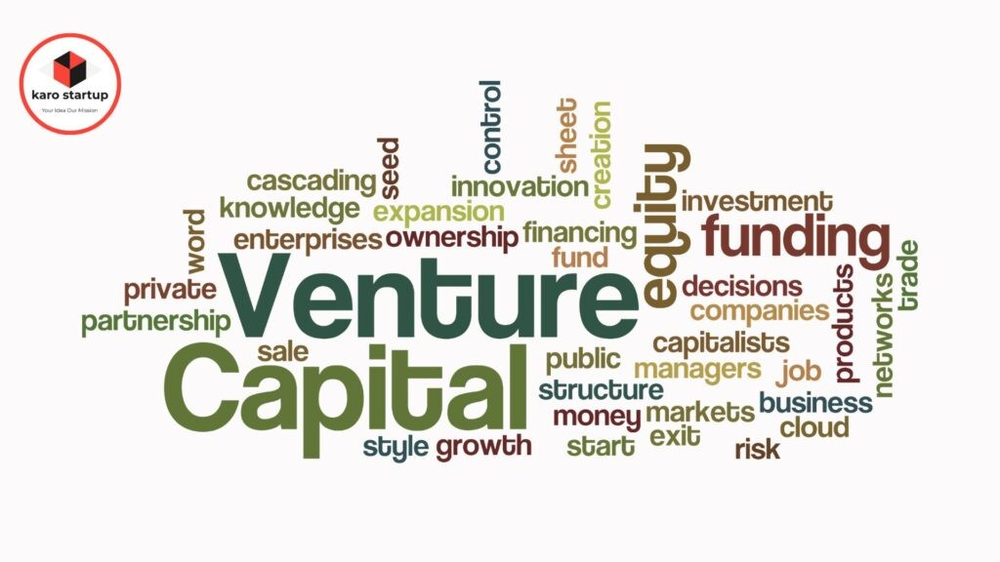 karo startup
Your Idea Our Mission
control
sheet
creation
seed
cascading
innovation
equity
investment
knowledge
expansion
word
enterprises
ownership
financing
funding
fund
trade
private
Venture
decisions
products
networks
partnership
companies
sale
Capital
public
capitalists
managers
job
structure
business
money
markets
cloud
style
growth
start
exit
risk